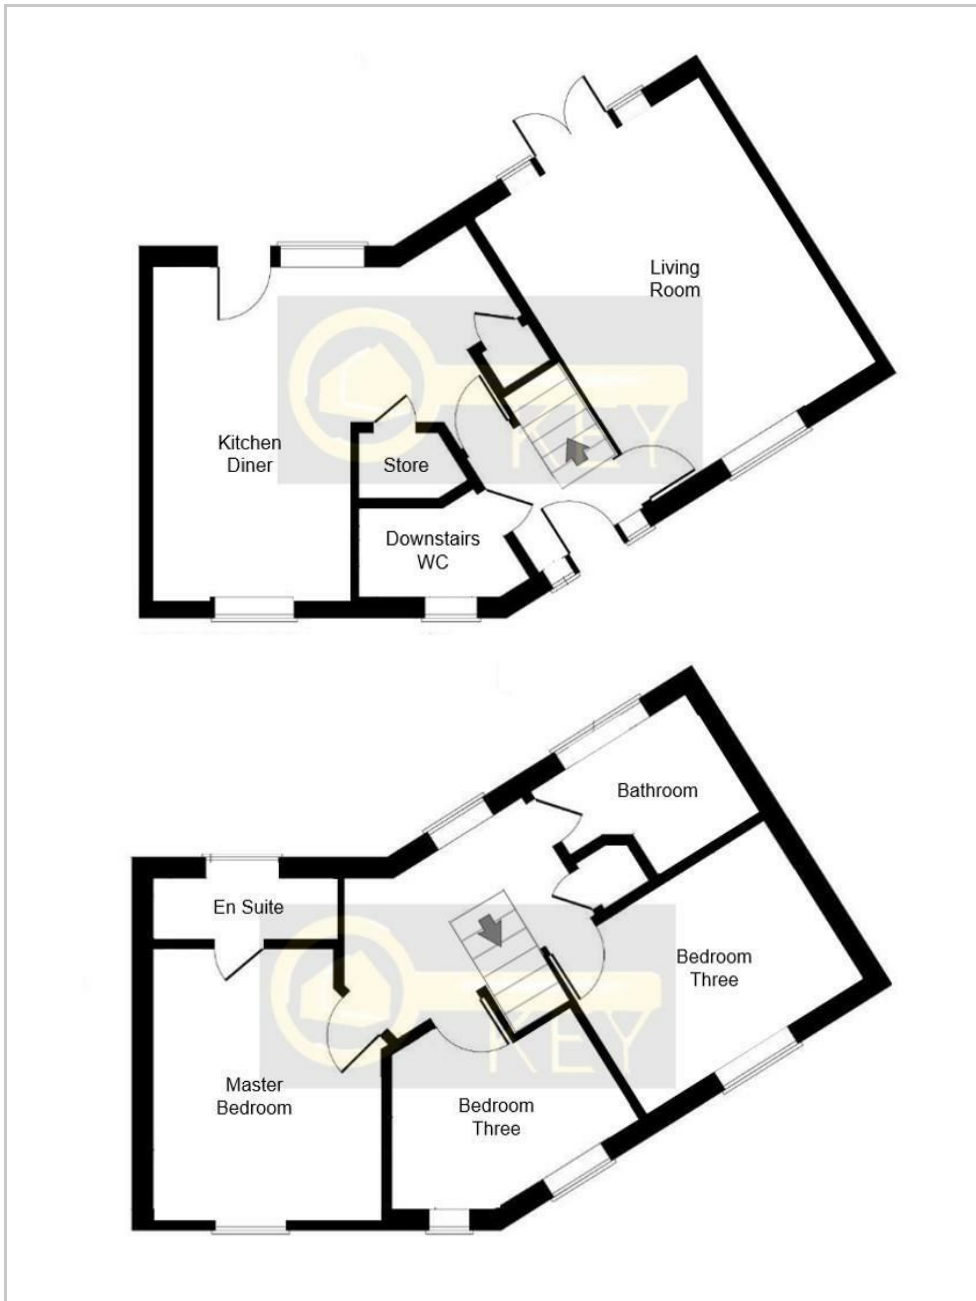 Living
Room
Kitchen
Diner
Store
KEY
Downstairs
WC
Bathroom
En Suite
Bedroom
Three
KEY
Master
Bedroom
Bedroom
Three